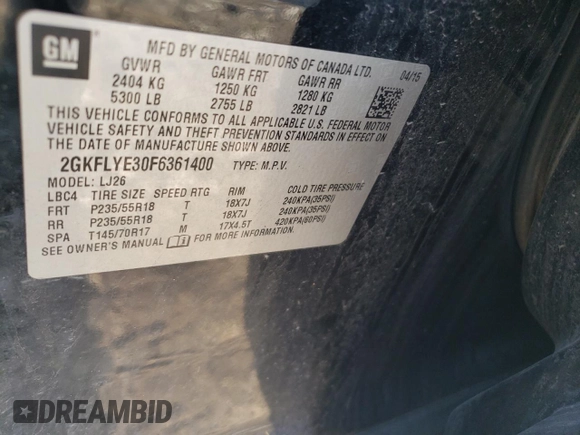 GM
MFD BY GENERAL MOTORS OF CANADA LTD. 04/15
GVWR GAWR FRT GAWR RR
2404 KG 1250 KG 1280 KG
5300 LB 2755 LB 2821 LB
THIS VEHICLE CONFORMS TO ALL APPLICABLE U.S. FEDERAL MOTOR
VEHICLE SAFETY AND THEFT PREVENTION STANDARDS IN EFFECT ON
THE DATE OF MANUFACTURE SHOWN ABOVE.
2GKFLYE30F6361400 TYPE: M.P.V.
MODEL: LJ26
LBC4 TIRE SIZE SPEED RTG RIM COLD TIRE PRESSURE
FRT P235/55R18 T 18X7J 240KPA(35PSI)
RR P235/55R18 T 18X7J 240KPA(35PSI)
SPA T145/70R17 M 17X4.5T 420KPA(60PSI)
SEE OWNER'S MANUAL FOR MORE INFORMATION.
DREAMBID